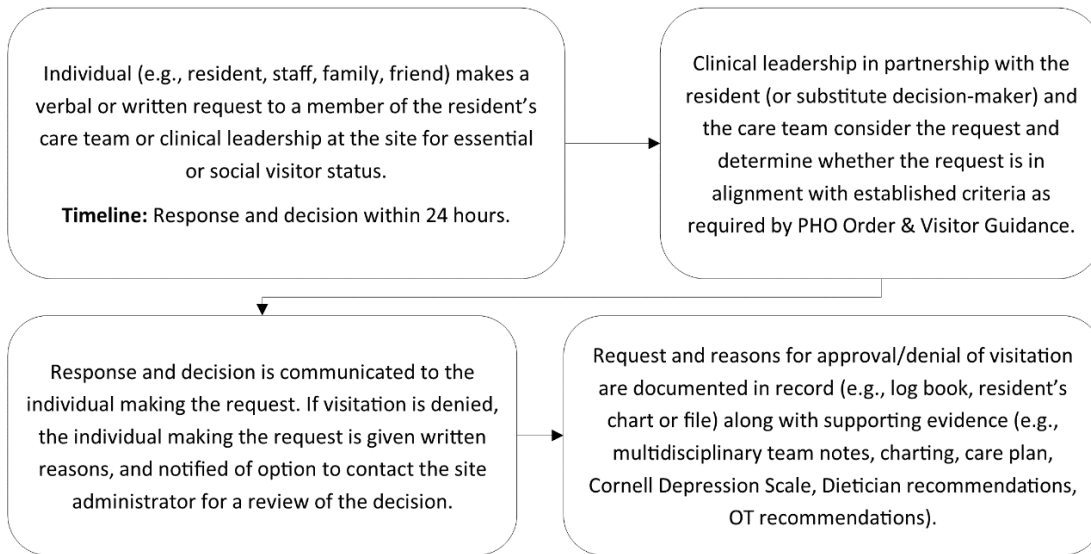 Individual (e.g., resident, staff, family, friend) makes a
verbal or written request to a member of the resident’s
care team or clinical leadership at the site for essential
or social visitor status.
Timeline: Response and decision within 24 hours.
Clinical leadership in partnership with the
resident (or substitute decision-maker) and
the care team consider the request and
determine whether the request is in
alignment with established criteria as
required by PHO Order & Visitor Guidance.
Response and decision is communicated to the
individual making the request. If visitation is denied,
the individual making the request is given written
reasons, and notified of option to contact the site
administrator for a review of the decision.
Request and reasons for approval/denial of visitation
are documented in record (e.g., log book, resident’s
chart or file) along with supporting evidence (e.g.,
multidisciplinary team notes, charting, care plan,
Cornell Depression Scale, Dietician recommendations,
OT recommendations).